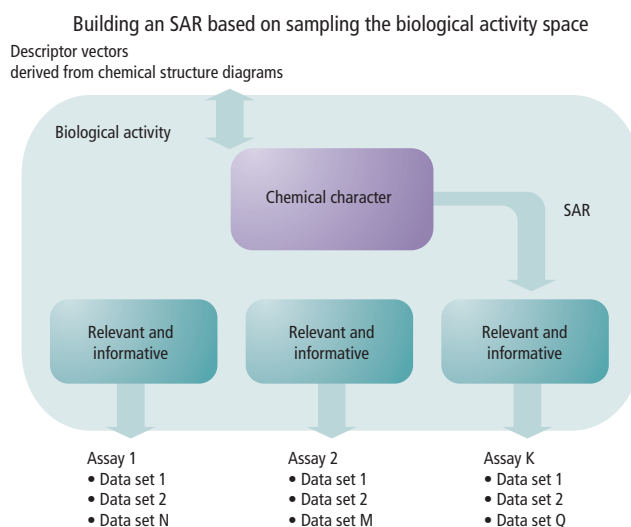 Building an SAR based on sampling the biological activity space
Descriptor vectors
derived from chemical structure diagrams
Biological activity
Chemical character
SAR
Relevant and
informative
Relevant and
informative
Relevant and
informative
Assay 1
• Data set 1
• Data set 2
• Data set N
Assay 2
• Data set 1
• Data set 2
• Data set M
Assay K
• Data set 1
• Data set 2
• Data set Q